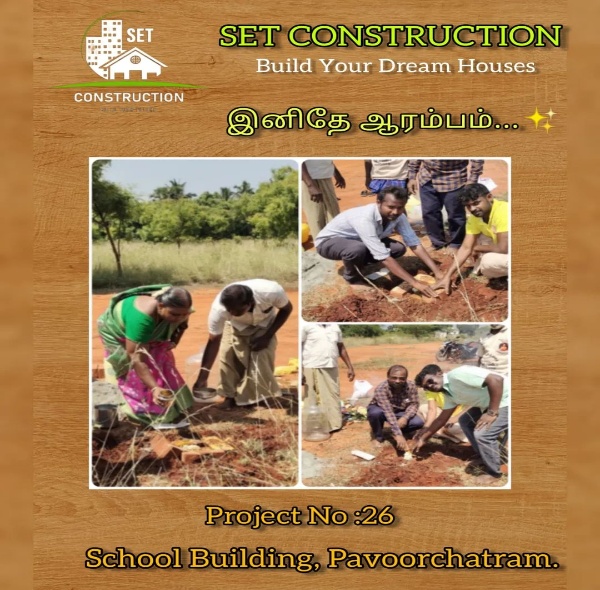 SET
CONSTRUCTION
SET CONSTRUCTION
Build Your Dream Houses
இனிதே ஆரம்பம்...
Project No :26
School Building, Pavoorchatram.